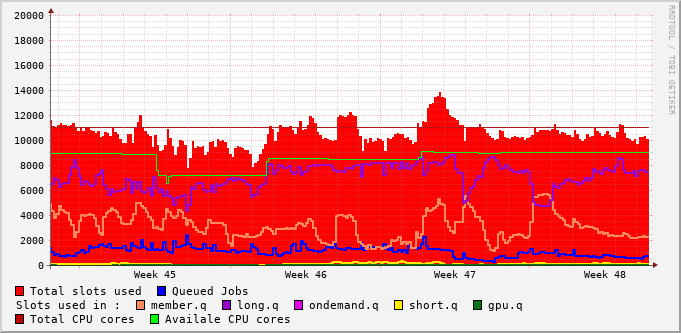 20000
18000
16000
14000
12000
10000
8000
6000
4000
2000
0
Week 45 Week 46 Week 47 Week 48
RRDTOOL / TOBI OETIKER
Total slots used Queued Jobs
Slots used in : member.q long.q ondemand.q short.q gpu.q
Total CPU cores Availale CPU cores